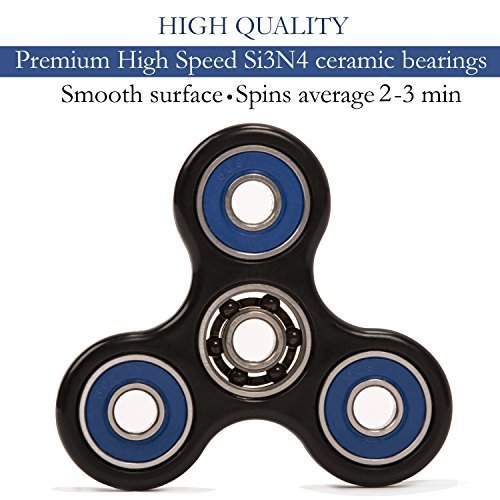 HIGH QUALITY
Premium High Speed Si3N4 ceramic bearings
Smooth surface•Spins average 2-3 min